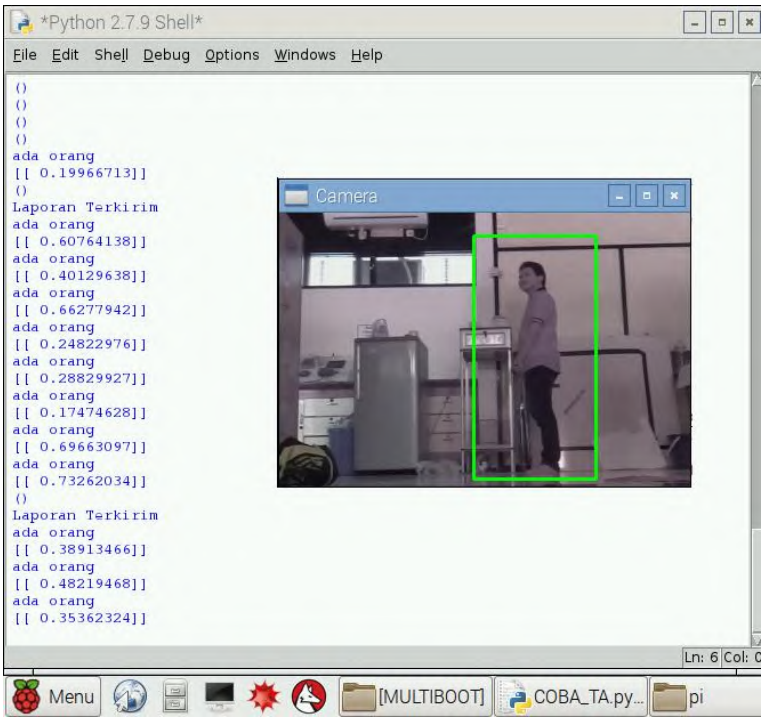 *Python 2.7.9 Shell*
File Edit Shell Debug Options Windows Help
()
()
()
()
ada orang
[[ 0.19966713]]
()
Laporan Terkirim
ada orang
[[ 0.60764138]]
ada orang
[[ 0.40129638]]
ada orang
[[ 0.66277942]]
ada orang
[[ 0.24822976]]
ada orang
[[ 0.28829927]]
ada orang
[[ 0.17474628]]
ada orang
[[ 0.69663097]]
ada orang
[[ 0.73262034]]
()
Laporan Terkirim
ada orang
[[ 0.38913466]]
ada orang
[[ 0.48219468]]
ada orang
[[ 0.35362324]]
Camera
Ln: 6 Col: 0
Menu [MULTIBOOT] COBA_TA.py... pi